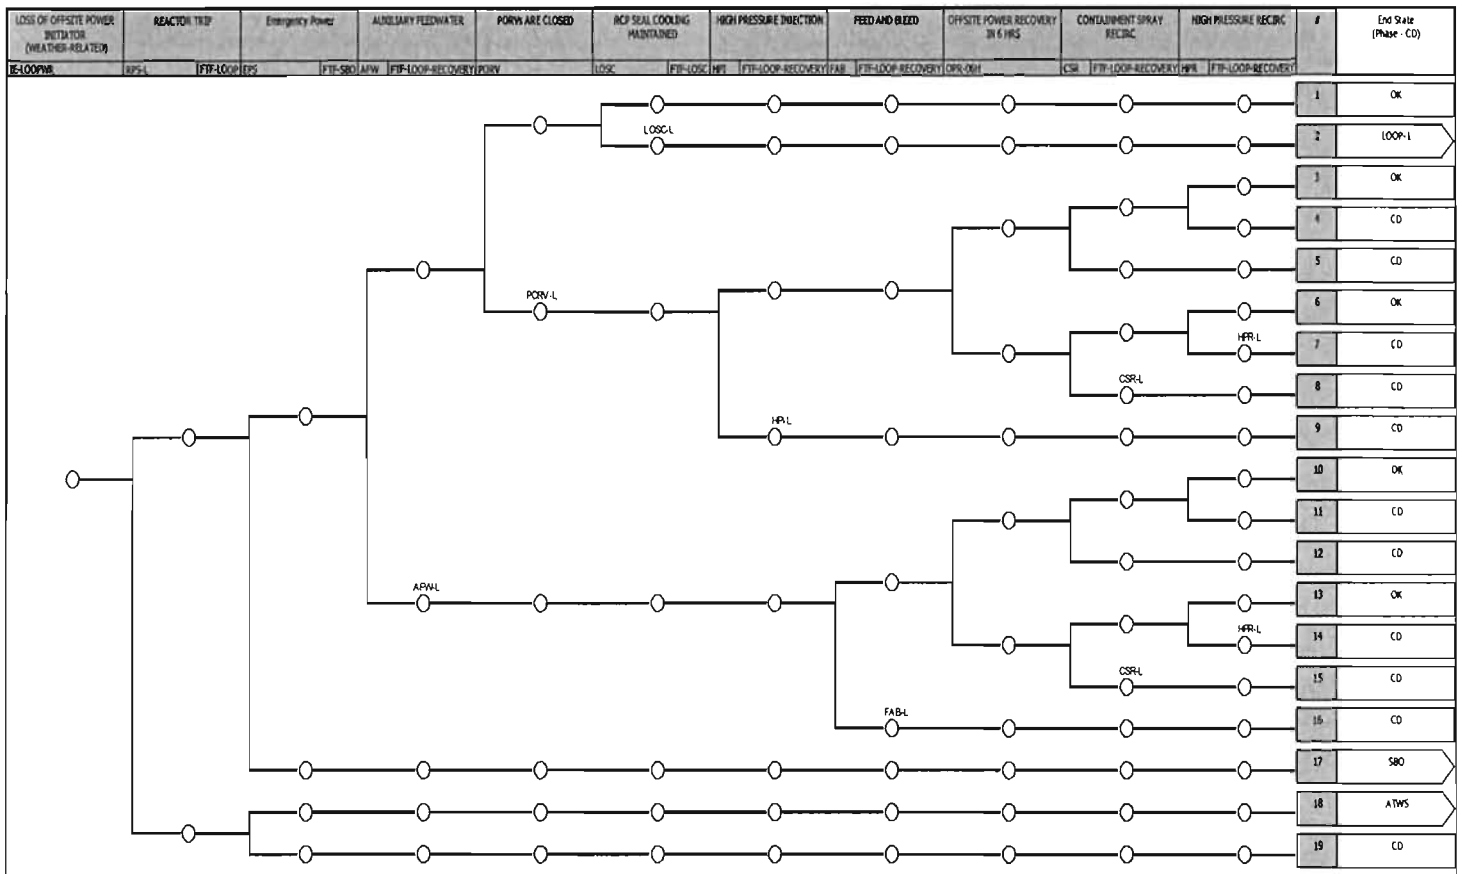 LOSS OF OFFSITE POWER
INITIATOR
(WEATHER-RELATED)
REACTOR TRIP
Emergency Power
AUXILIARY FEEDWATER
PORVs ARE CLOSED
RCP SEAL COOLING
MAINTAINED
HIGH PRESSURE INJECTION
FEED AND BLEED
OFFSITE POWER RECOVERY
IN 6 HRS
CONTAINMENT SPRAY
RECIRC
HIGH PRESSURE RECIRC
#
End State
(Phase - CD)
IE-LOOPWR
RPS-L
FTF-LOOP
EPS
FTF-SBO
AFW
FTF-LOOP-RECOVERY
PORV
LOSC
FTF-LOSC
HPI
FTF-LOOP-RECOVERY
FAB
FTF-LOOP-RECOVERY
OPR-06H
CSR
FTF-LOOP-RECOVERY
HPR
FTF-LOOP-RECOVERY
1 OK
LOSC-L
2 LOOP-1
3 OK
4 CD
5 CD
PORV-L
6 OK
HPR-L
7 CD
CSR-L
8 CD
HPI-L
9 CD
10 OK
11 CD
12 CD
AFW-L
13 OK
HPR-L
14 CD
CSR-L
15 CD
FAB-L
16 CD
17 SBO
18 ATWS
19 CD